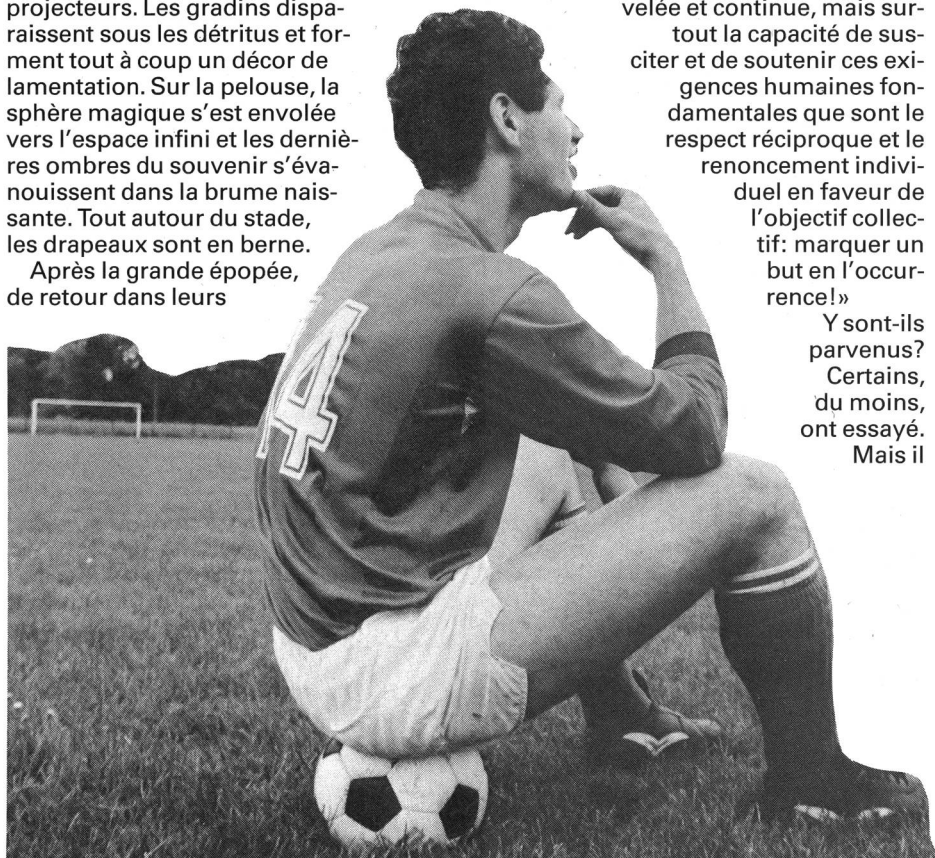 projecteurs. Les gradins dispa-
raissent sous les détritus et for-
ment tout à coup un décor de
lamentation. Sur la pelouse, la
sphère magique s'est envolée
vers l'espace infini et les derniè-
res ombres du souvenir s'éva-
nouissent dans la brume nais-
sante. Tout autour du stade,
les drapeaux sont en berne.
Après la grande épopée,
de retour dans leurs
velée et continue, mais sur-
tout la capacité de sus-
citer et de soutenir ces exi-
gences humaines fon-
damentales que sont le
respect réciproque et le
renoncement indivi-
duel en faveur de
l'objectif collec-
tif: marquer un
but en l'occur-
rence!»
Y sont-ils
parvenus?
Certains,
du moins,
ont essayé.
Mais il
14